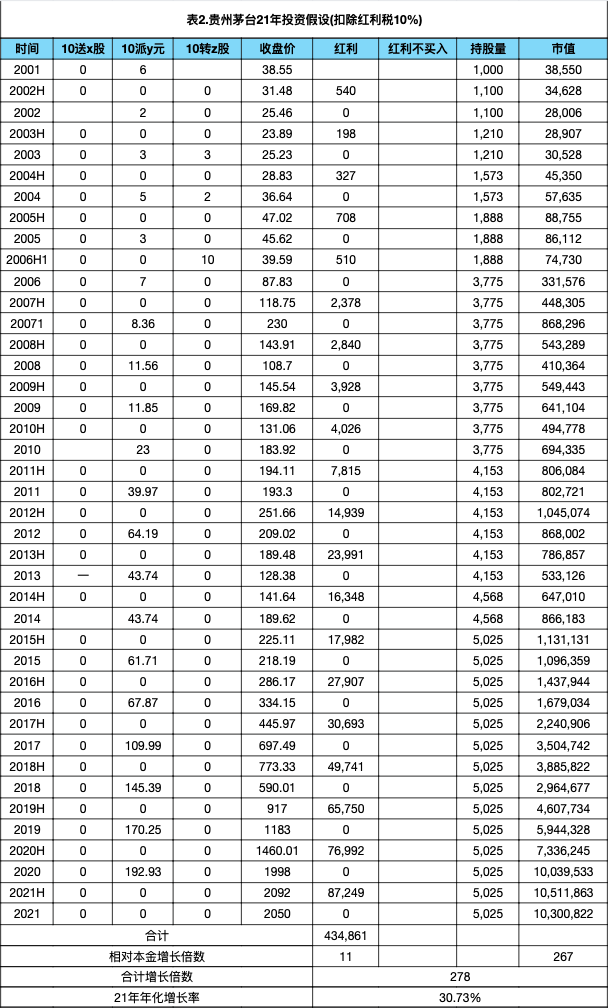 表2.贵州茅台21年投资假设(扣除红利税10%)
时间 10送x股 10派y元 10转z股 收盘价 红利 红利不买入 持股量 市值
2001 0 6 38.55 1,000 38,550
2002H 0 0 0 31.48 540 1,100 34,628
2002 2 0 25.46 0 1,100 28,006
2003H 0 0 0 23.89 198 1,210 28,907
2003 0 3 3 25.23 0 1,210 30,528
2004H 0 0 0 28.83 327 1,573 45,350
2004 0 5 2 36.64 0 1,573 57,635
2005H 0 0 0 47.02 708 1,888 88,755
2005 0 3 0 45.62 0 1,888 86,112
2006H1 0 0 10 39.59 510 1,888 74,730
2006 0 7 0 87.83 0 3,775 331,576
2007H 0 0 0 118.75 2,378 3,775 448,305
20071 0 8.36 0 230 0 3,775 868,296
2008H 0 0 0 143.91 2,840 3,775 543,289
2008 0 11.56 0 108.7 0 3,775 410,364
2009H 0 0 0 145.54 3,928 3,775 549,443
2009 0 11.85 0 169.82 0 3,775 641,104
2010H 0 0 0 131.06 4,026 3,775 494,778
2010 23 0 183.92 0 3,775 694,335
2011H 0 0 0 194.11 7,815 4,153 806,084
2011 0 39.97 0 193.3 0 4,153 802,721
2012H 0 0 0 251.66 14,939 4,153 1,045,074
2012 0 64.19 0 209.02 0 4,153 868,002
2013H 0 0 0 189.48 23,991 4,153 786,857
2013 — 43.74 0 128.38 0 4,153 533,126
2014H 0 0 0 141.64 16,348 4,568 647,010
2014 43.74 0 189.62 0 4,568 866,183
2015H 0 0 0 225.11 17,982 5,025 1,131,131
2015 0 61.71 0 218.19 0 5,025 1,096,359
2016H 0 0 0 286.17 27,907 5,025 1,437,944
2016 0 67.87 0 334.15 0 5,025 1,679,034
2017H 0 0 0 445.97 30,693 5,025 2,240,906
2017 0 109.99 0 697.49 0 5,025 3,504,742
2018H 0 0 0 773.33 49,741 5,025 3,885,822
2018 0 145.39 0 590.01 0 5,025 2,964,677
2019H 0 0 0 917 65,750 5,025 4,607,734
2019 0 170.25 0 1183 0 5,025 5,944,328
2020H 0 0 0 1460.01 76,992 5,025 7,336,245
2020 0 192.93 0 1998 0 5,025 10,039,533
2021H 0 0 0 2092 87,249 5,025 10,511,863
2021 0 0 0 2050 0 5,025 10,300,822
合计 434,861
相对本金增长倍数 11 267
合计增长倍数 278
21年年化增长率 30.73%